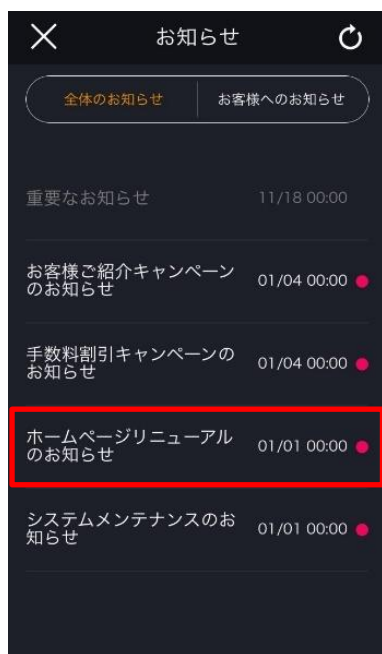 お知らせ
全体のお知らせ
お客様へのお知らせ
重要なお知らせ
11/18 00:00
お客様ご紹介キャンペーン
のお知らせ
01/04 00:00
手数料割引キャンペーンの
お知らせ
01/04 00:00
ホームページリニューアル
のお知らせ
01/01 00:00
システムメンテナンスのお
知らせ
01/01 00:00